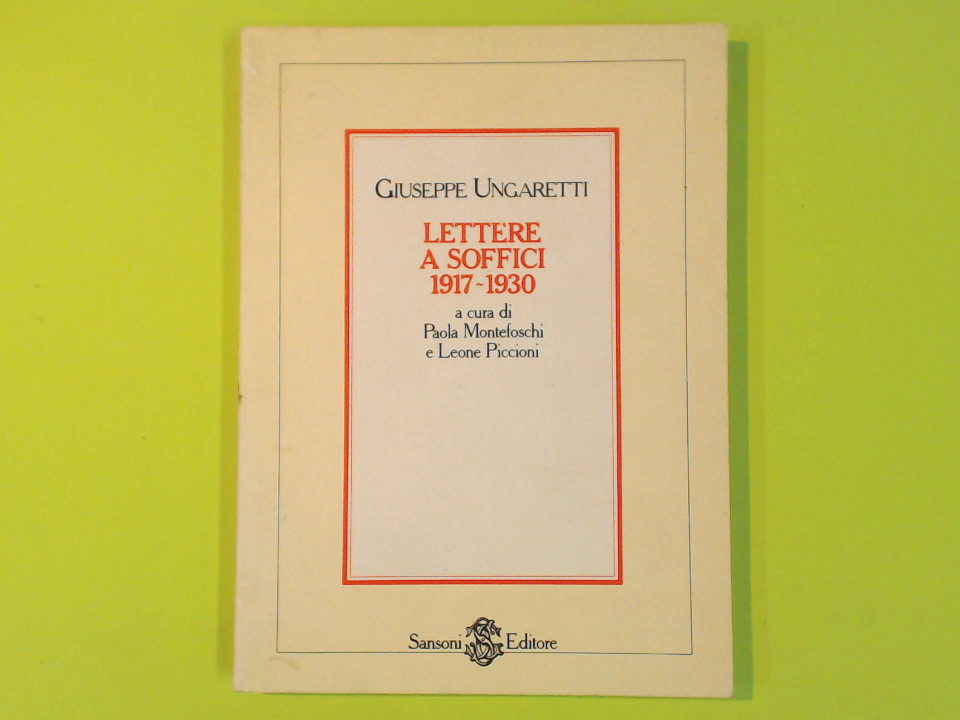 GIUSEPPE UNGARETTI
LETTERE
A SOFFICI
1917~1930
a cura di
Paola Montefoschi
e Leone Piccioni
Sansoni Editore